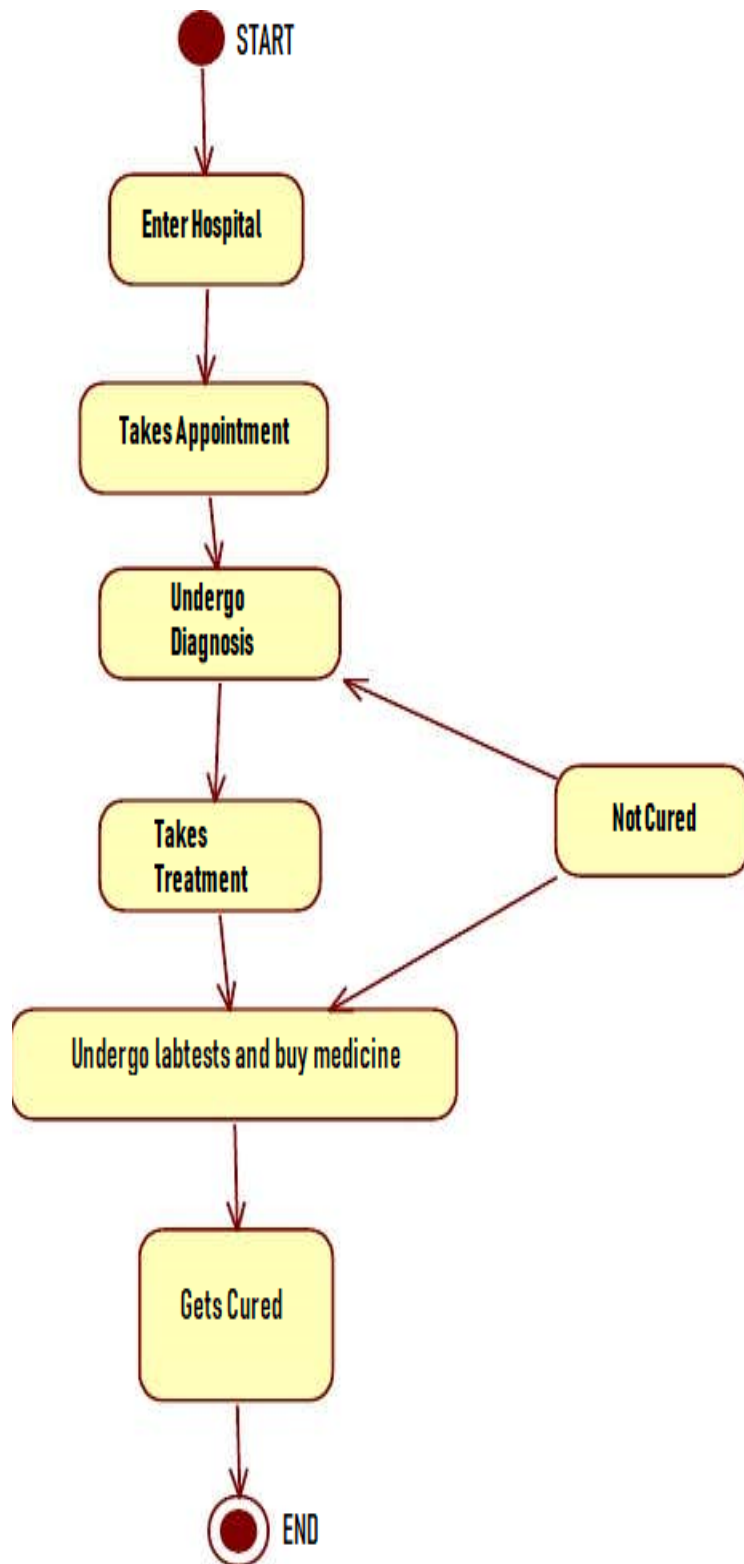 START
Enter Hospital
Takes Appointment
Undergo
Diagnosis
Not Cured
Takes
Treatment
Undergo labtests and buy medicine
Gets Cured
END